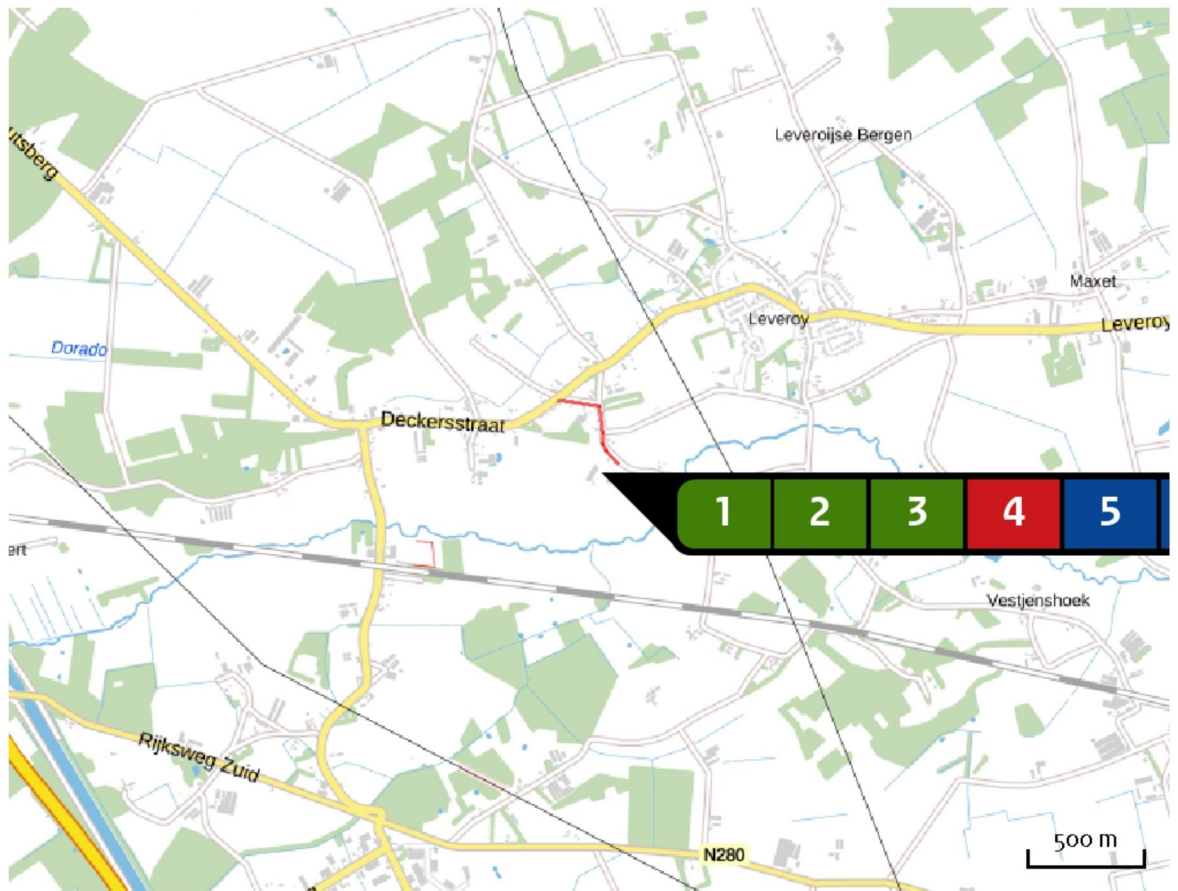 Leveroijse Bergen
utsberg
Maxet
Leveroy
Leveroy
Dorado
Deckersstraat
1 2 3 4 5
ert
Vestjenshoek
Rijksweg Zuid
500 m
N280